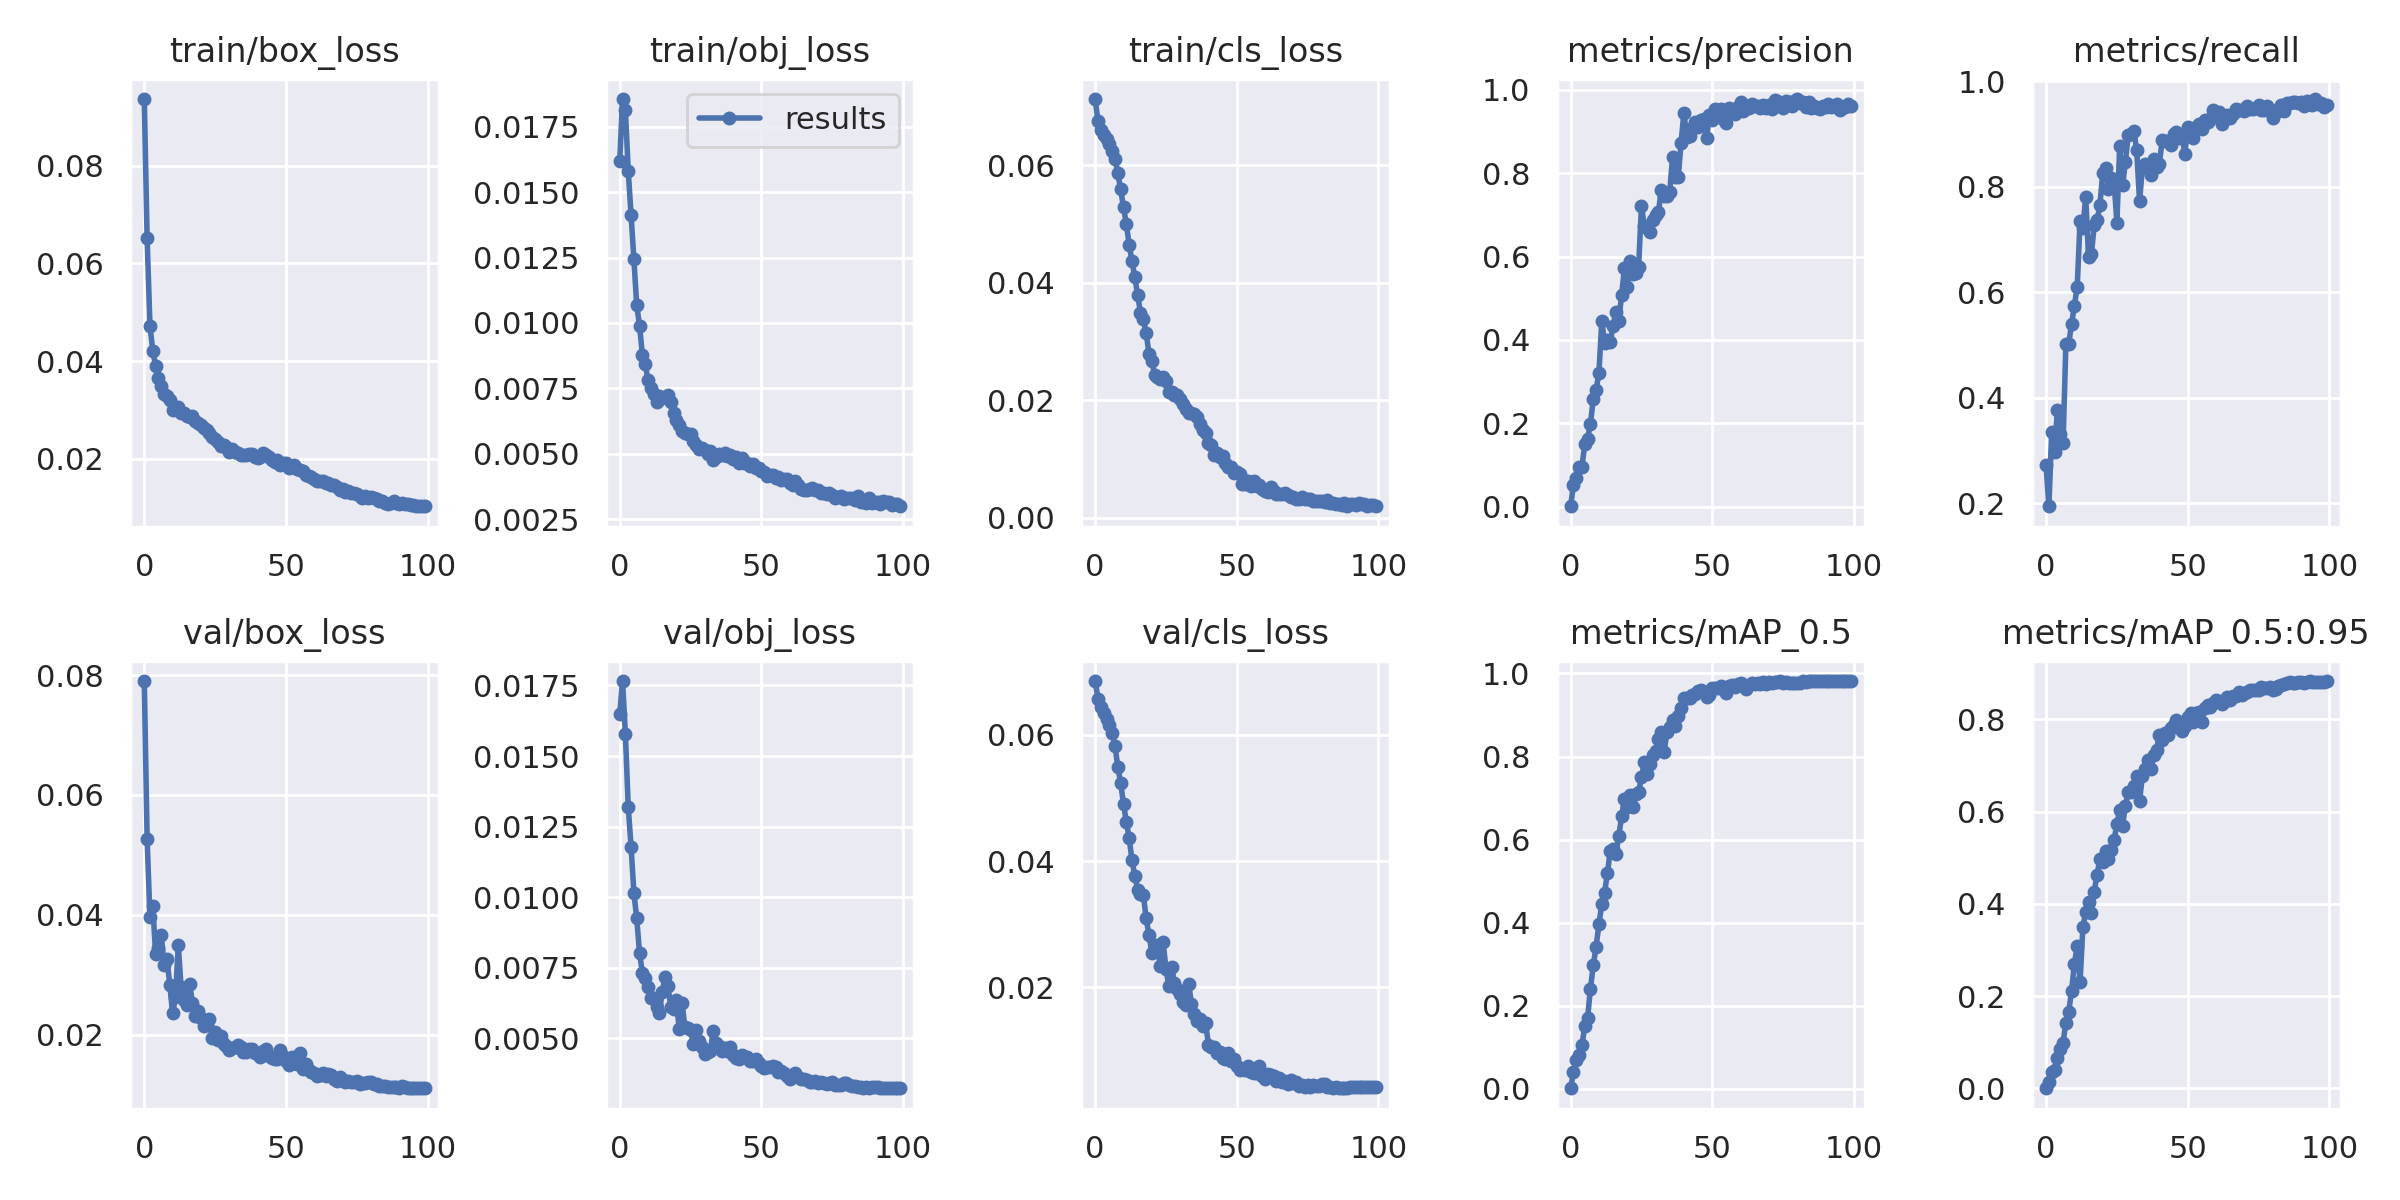 train/box_loss
0.08
0.06
0.04
0.02
0 50 100
train/obj_loss
results
0.0175
0.0150
0.0125
0.0100
0.0075
0.0050
0.0025
0 50 100
train/cls_loss
0.06
0.04
0.02
0.00
0 50 100
metrics/precision
1.0
0.8
0.6
0.4
0.2
0.0
0 50 100
metrics/recall
1.0
0.8
0.6
0.4
0.2
0 50 100
val/box_loss
0.08
0.06
0.04
0.02
0 50 100
val/obj_loss
0.0175
0.0150
0.0125
0.0100
0.0075
0.0050
0 50 100
val/cls_loss
0.06
0.04
0.02
0 50 100
metrics/mAP_0.5
1.0
0.8
0.6
0.4
0.2
0.0
0 50 100
metrics/mAP_0.5:0.95
0.8
0.6
0.4
0.2
0.0
0 50 100